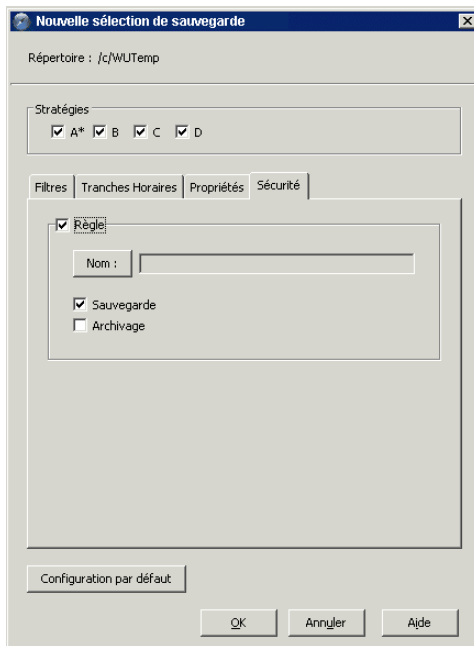 Nouvelle sélection de sauvegarde
Répertoire : /c/WUTemp
Stratégies
A* B C D
Filtres Tranches Horaires Propriétés Sécurité
Règle
Nom :
Sauvegarde
Archivage
Configuration par défaut
OK Annuler Aide